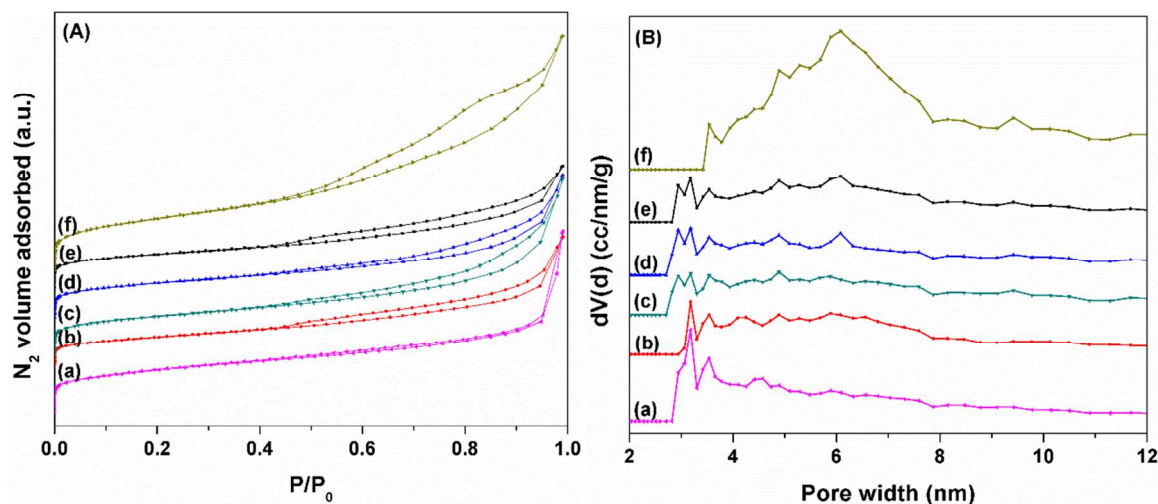 (A)
N₂ volume adsorbed (a.u.)
(f)
(e)
(d)
(c)
(b)
(a)
0.0 0.2 0.4 0.6 0.8 1.0
P/P₀
(B)
dV(d) (cc/nm/g)
(f)
(e)
(d)
(c)
(b)
(a)
2 4 6 8 10 12
Pore width (nm)